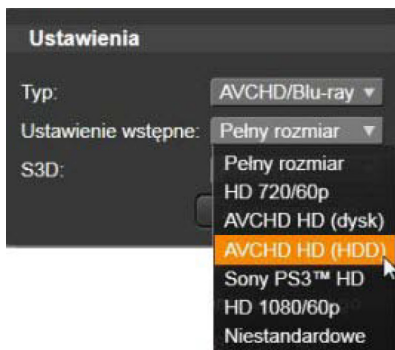 Ustawienia
Typ: AVCHD/Blu-ray
Ustawienie wstępne: Pełny rozmiar
S3D:
Pełny rozmiar
HD 720/60p
AVCHD HD (dysk)
AVCHD HD (HDD)
Sony PS3™ HD
HD 1080/60p
Niestandardowe